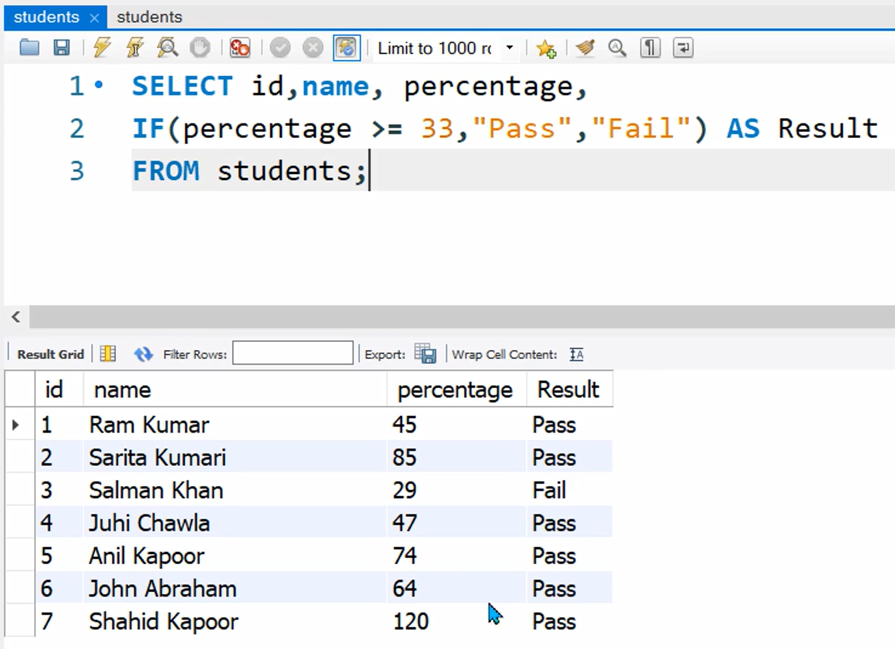 students × students
Limit to 1000 rc
1 SELECT id,name, percentage,
2 IF(percentage >= 33,"Pass","Fail") AS Result
3 FROM students;
Result Grid Filter Rows: Export: Wrap Cell Content: IA
id name percentage Result
1 Ram Kumar 45 Pass
2 Sarita Kumari 85 Pass
3 Salman Khan 29 Fail
4 Juhi Chawla 47 Pass
5 Anil Kapoor 74 Pass
6 John Abraham 64 Pass
7 Shahid Kapoor 120 Pass